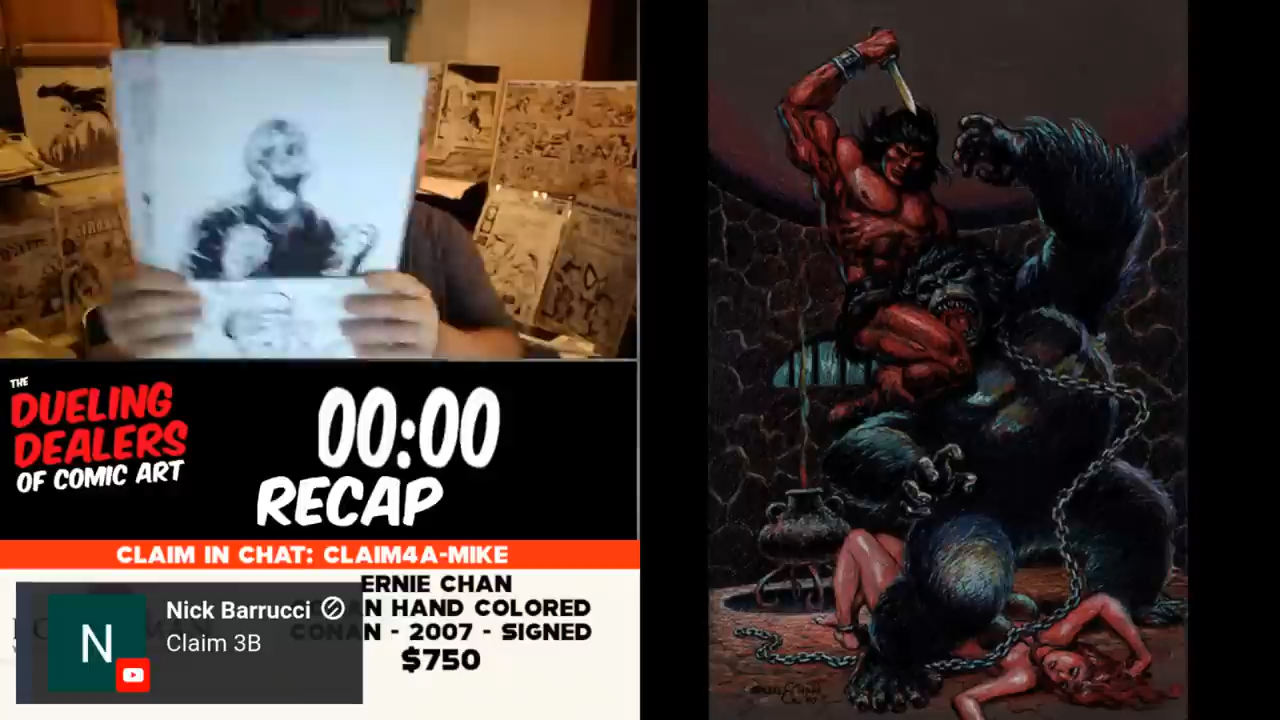 THE
DUELING
DEALERS
OF COMIC ART
00:00
RECAP
CLAIM IN CHAT: CLAIM4A-MIKE
ERNIE CHAN
HAND COLORED
CONAN - 2007 - SIGNED
$750
N
Nick Barrucci
Claim 3B